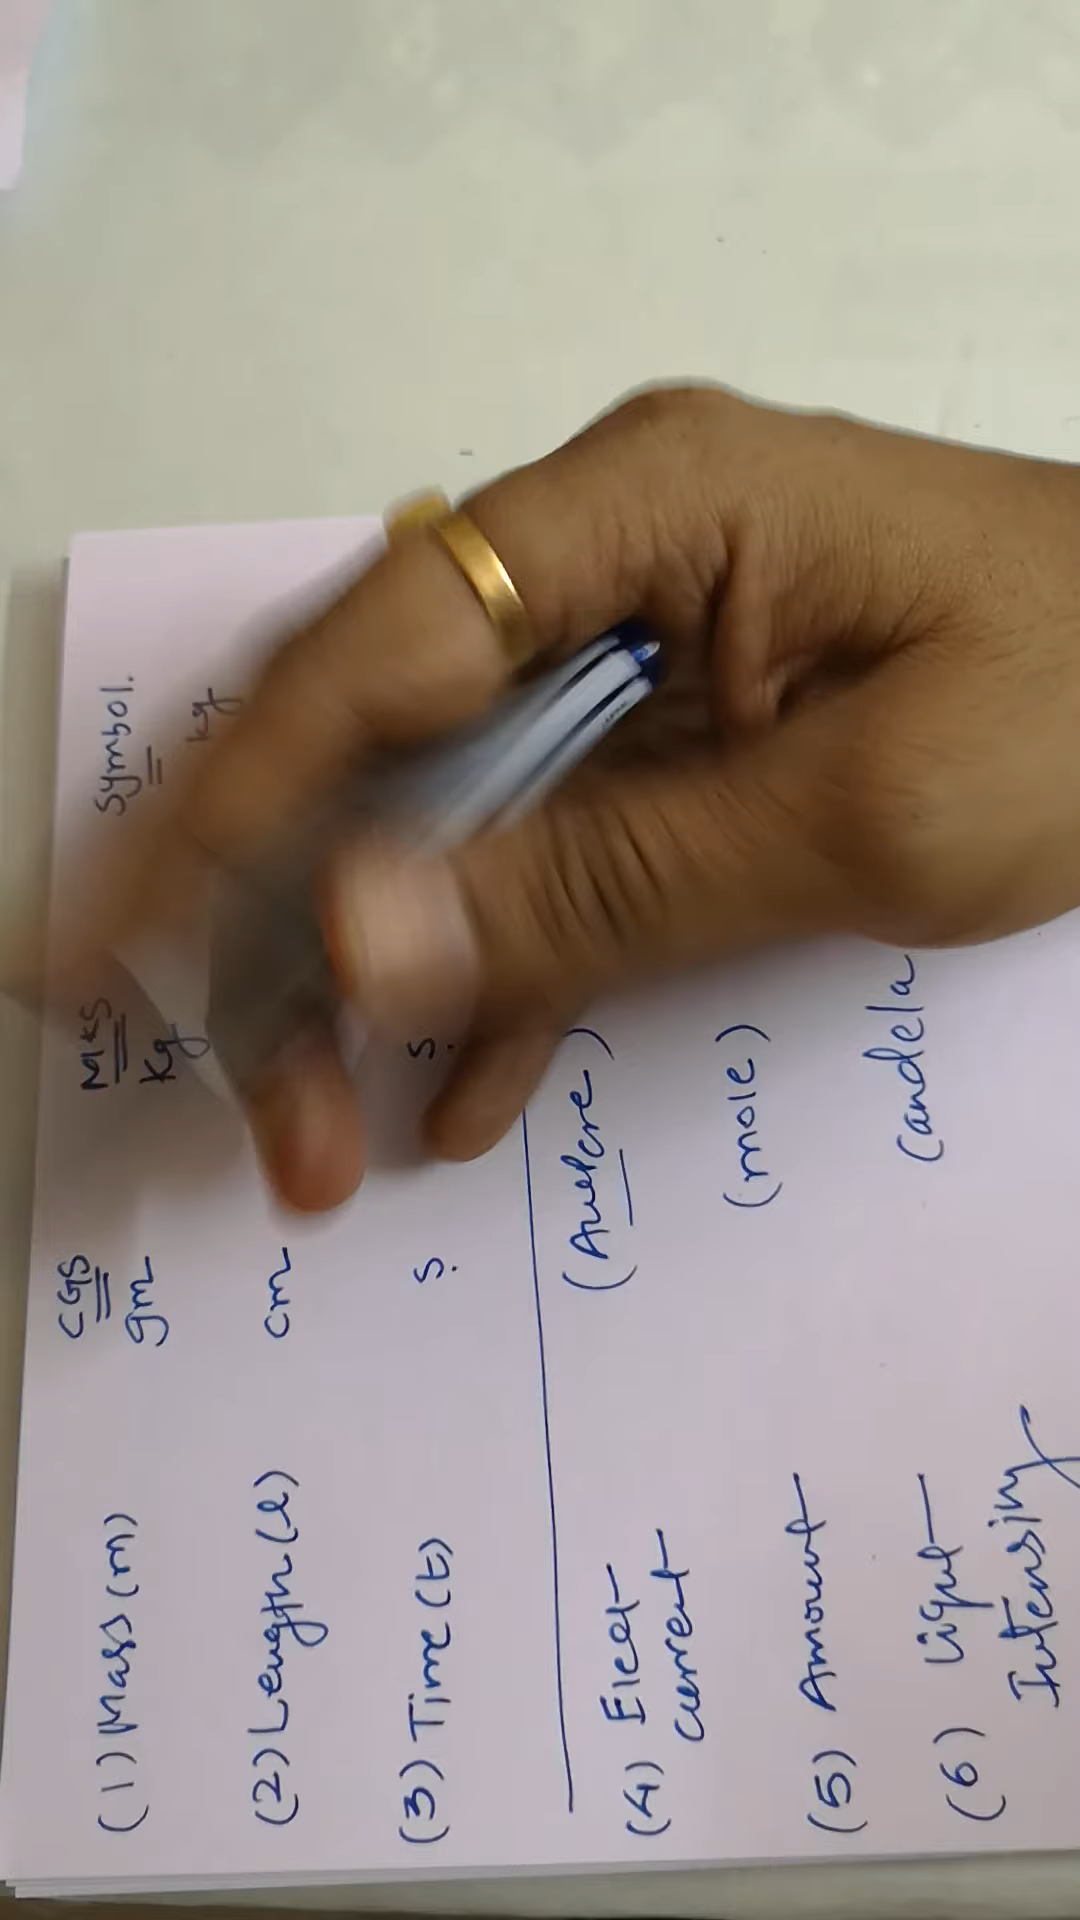 CGS MKS Symbol.
(1) Mass (m) gm kg kg
(2) Length (l) cm
(3) Time (t) s. s.
(4) Elect (Ampere)
current
(5) Amount (mole)
(6) Light Candela
Intensity